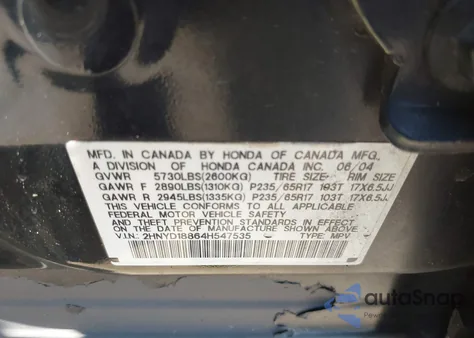 MFD. IN CANADA BY HONDA OF CANADA MFG.,
A DIVISION OF HONDA CANADA INC. 06/04
GVWR 5730LBS(2600KG) TIRE SIZE RIM SIZE
GAWR F 2890LBS(1310KG) P235/65R17 103T 17X6.5JJ
GAWR R 2945LBS(1335KG) P235/65R17 103T 17X6.5JJ
THIS VEHICLE CONFORMS TO ALL APPLICABLE
FEDERAL MOTOR VEHICLE SAFETY AND
THEFT PREVENTION STANDARDS IN EFFECT ON
THE DATE OF MANUFACTURE SHOWN ABOVE.
V.I.N.: 2HNYD18864H547535 TYPE: MPV
autoSnap
Powered